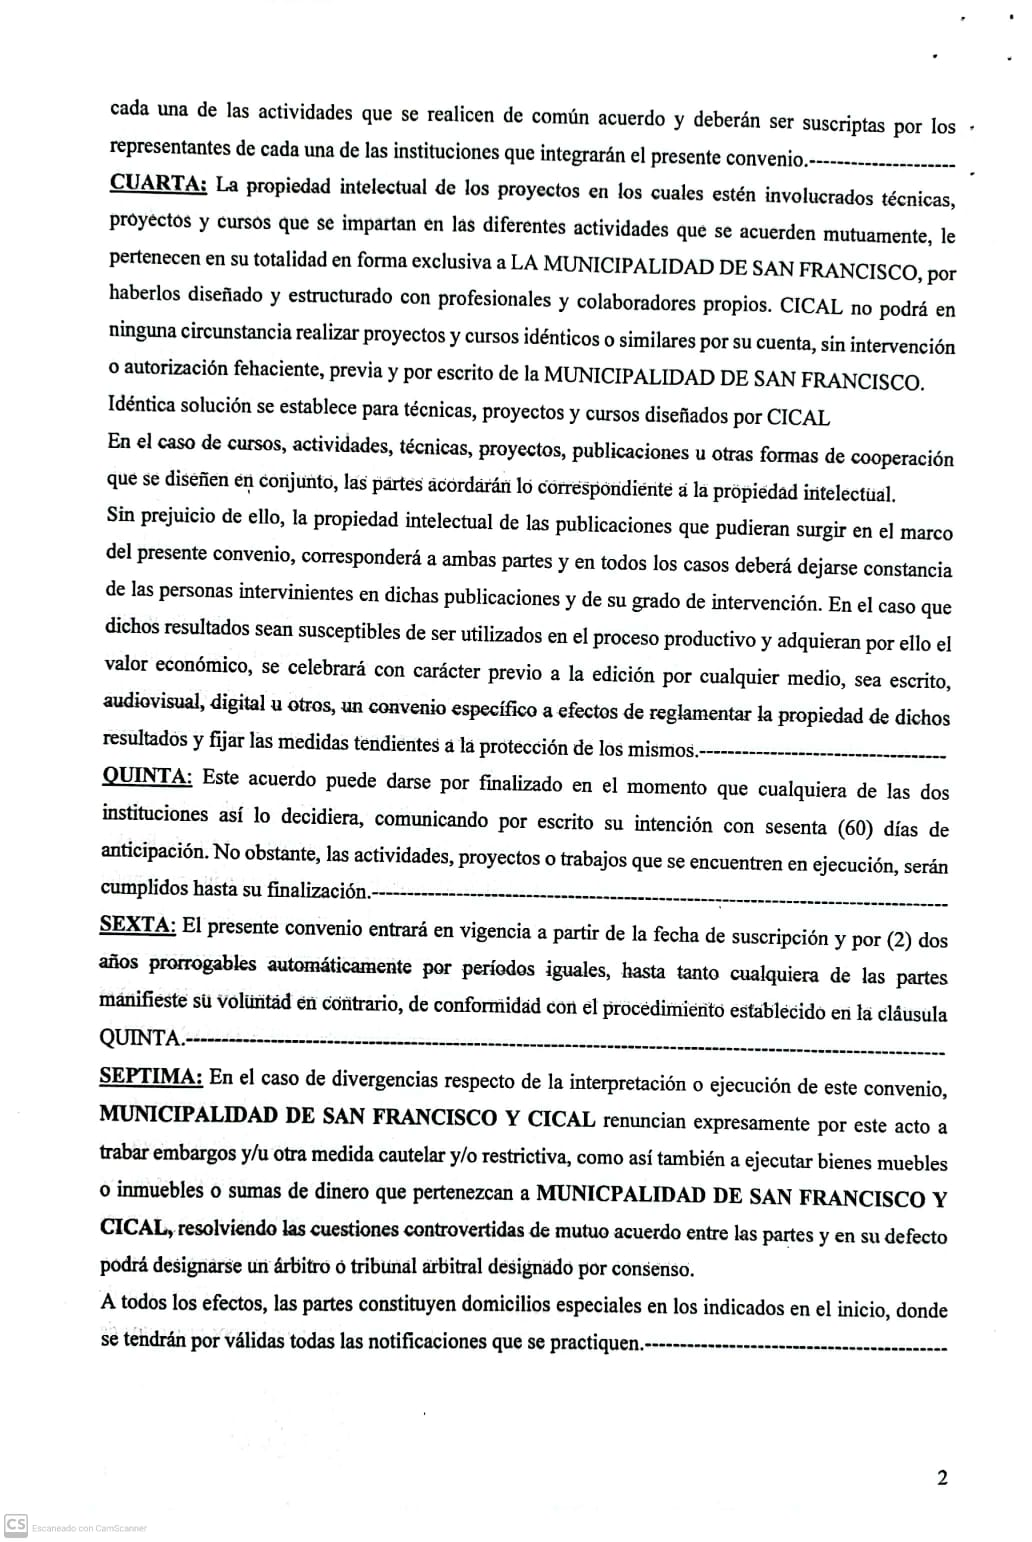 cada una de las actividades que se realicen de común acuerdo y deberán ser suscriptas por los
representantes de cada una de las instituciones que integrarán el presente convenio.---------------------
CUARTA: La propiedad intelectual de los proyectos en los cuales estén involucrados técnicas,
proyectos y cursos que se impartan en las diferentes actividades que se acuerden mutuamente, le
pertenecen en su totalidad en forma exclusiva a LA MUNICIPALIDAD DE SAN FRANCISCO, por
haberlos diseñado y estructurado con profesionales y colaboradores propios. CICAL no podrá en
ninguna circunstancia realizar proyectos y cursos idénticos o similares por su cuenta, sin intervención
o autorización fehaciente, previa y por escrito de la MUNICIPALIDAD DE SAN FRANCISCO.
Idéntica solución se establece para técnicas, proyectos y cursos diseñados por CICAL
En el caso de cursos, actividades, técnicas, proyectos, publicaciones u otras formas de cooperación
que se diseñen en conjunto, las partes acordarán lo correspondiente a la propiedad intelectual.
Sin prejuicio de ello, la propiedad intelectual de las publicaciones que pudieran surgir en el marco
del presente convenio, corresponderá a ambas partes y en todos los casos deberá dejarse constancia
de las personas intervinientes en dichas publicaciones y de su grado de intervención. En el caso que
dichos resultados sean susceptibles de ser utilizados en el proceso productivo y adquieran por ello el
valor económico, se celebrará con carácter previo a la edición por cualquier medio, sea escrito,
audiovisual, digital u otros, un convenio específico a efectos de reglamentar la propiedad de dichos
resultados y fijar las medidas tendientes a la protección de los mismos.-----------------------------------
QUINTA: Este acuerdo puede darse por finalizado en el momento que cualquiera de las dos
instituciones así lo decidiera, comunicando por escrito su intención con sesenta (60) días de
anticipación. No obstante, las actividades, proyectos o trabajos que se encuentren en ejecución, serán
cumplidos hasta su finalización.----------------------------------------------------------------------------------
SEXTA: El presente convenio entrará en vigencia a partir de la fecha de suscripción y por (2) dos
años prorrogables automáticamente por períodos iguales, hasta tanto cualquiera de las partes
manifieste su voluntad en contrario, de conformidad con el procedimiento establecido en la cláusula
QUINTA.-----------------------------------------------------------------------------------------------------------
SEPTIMA: En el caso de divergencias respecto de la interpretación o ejecución de este convenio,
MUNICIPALIDAD DE SAN FRANCISCO Y CICAL renuncian expresamente por este acto a
trabar embargos y/u otra medida cautelar y/o restrictiva, como así también a ejecutar bienes muebles
o inmuebles o sumas de dinero que pertenezcan a MUNICPALIDAD DE SAN FRANCISCO Y
CICAL, resolviendo las cuestiones controvertidas de mutuo acuerdo entre las partes y en su defecto
podrá designarse un árbitro o tribunal arbitral designado por consenso.
A todos los efectos, las partes constituyen domicilios especiales en los indicados en el inicio, donde
se tendrán por válidas todas las notificaciones que se practiquen.-------------------------------------------
2
CS Escaneado con CamScanner